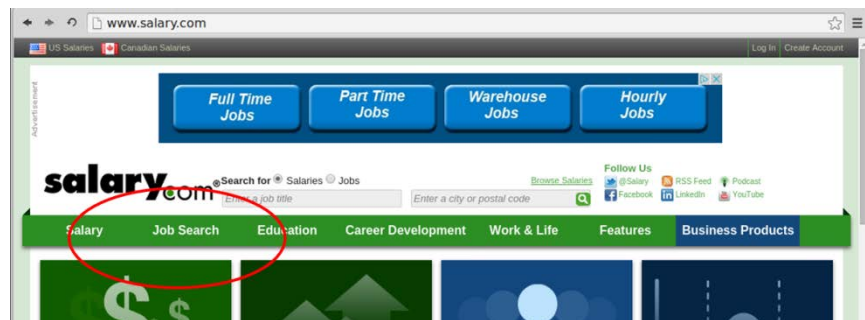 www.salary.com
US Salaries Canadian Salaries Log In Create Account
Advertisement
Full Time Jobs
Part Time Jobs
Warehouse Jobs
Hourly Jobs
salary.com®
Search for Salaries Jobs Browse Salaries
Enter a job title Enter a city or postal code
Follow Us
@Salary RSS Feed Podcast
Facebook LinkedIn YouTube
Salary Job Search Education Career Development Work & Life Features Business Products